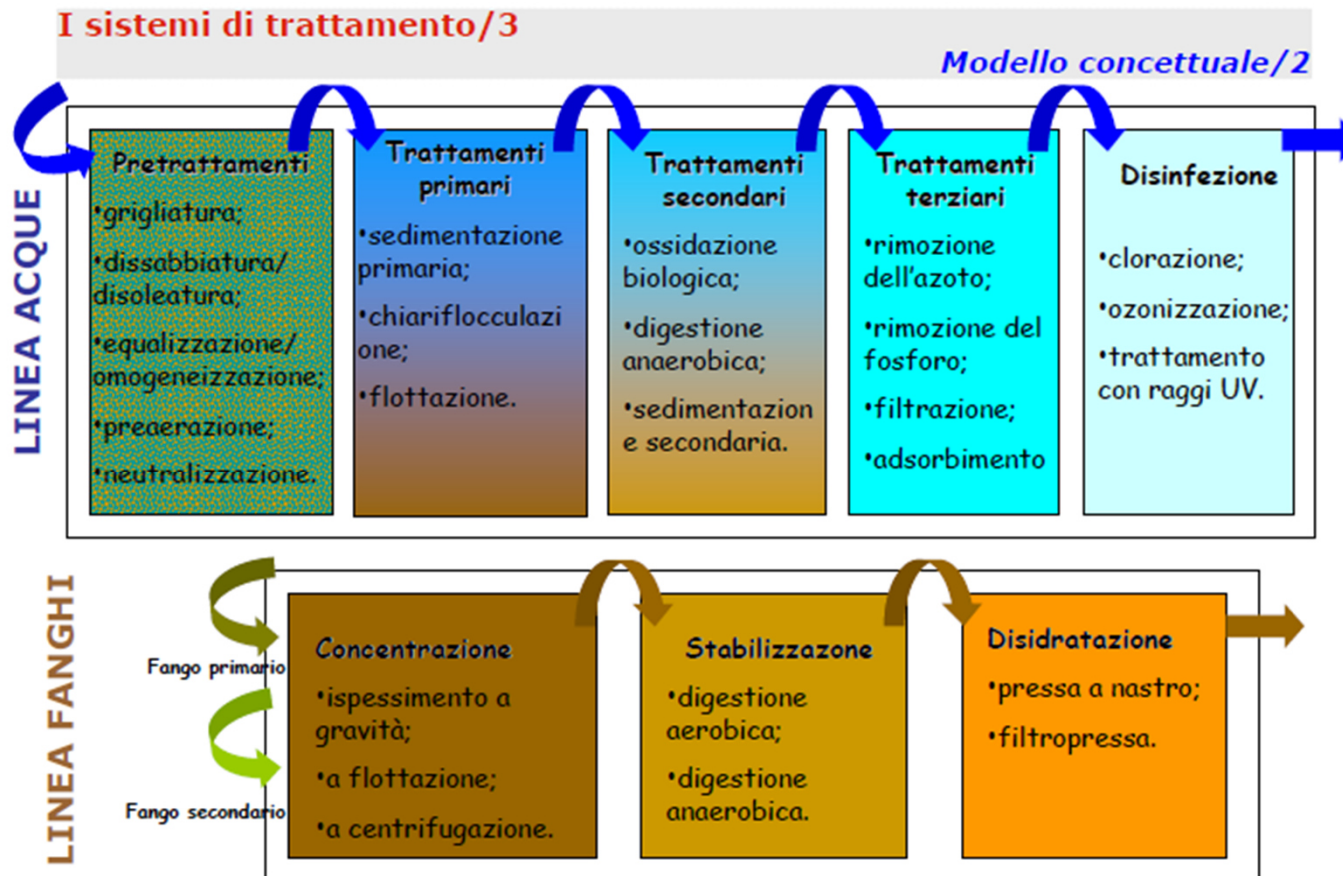 I sistemi di trattamento/3
Modello concettuale/2
LINEA ACQUE
Pretrattamenti
•grigliatura;
•dissabbiatura/
disoleatura;
•equalizzazione/
omogeneizzazione;
•preaerazione;
•neutralizzazione.
Trattamenti
primari
•sedimentazione
primaria;
•chiariflocculazi
one;
•flottazione.
Trattamenti
secondari
•ossidazione
biologica;
•digestione
anaerobica;
•sedimentazion
e secondaria.
Trattamenti
terziari
•rimozione
dell'azoto;
•rimozione del
fosforo;
•filtrazione;
•adsorbimento
Disinfezione
•clorazione;
•ozonizzazione;
•trattamento
con raggi UV.
LINEA FANGHI
Fango primario
Fango secondario
Concentrazione
•ispessimento a
gravità;
•a flottazione;
•a centrifugazione.
Stabilizzazone
•digestione
aerobica;
•digestione
anaerobica.
Disidratazione
•pressa a nastro;
•filtropressa.